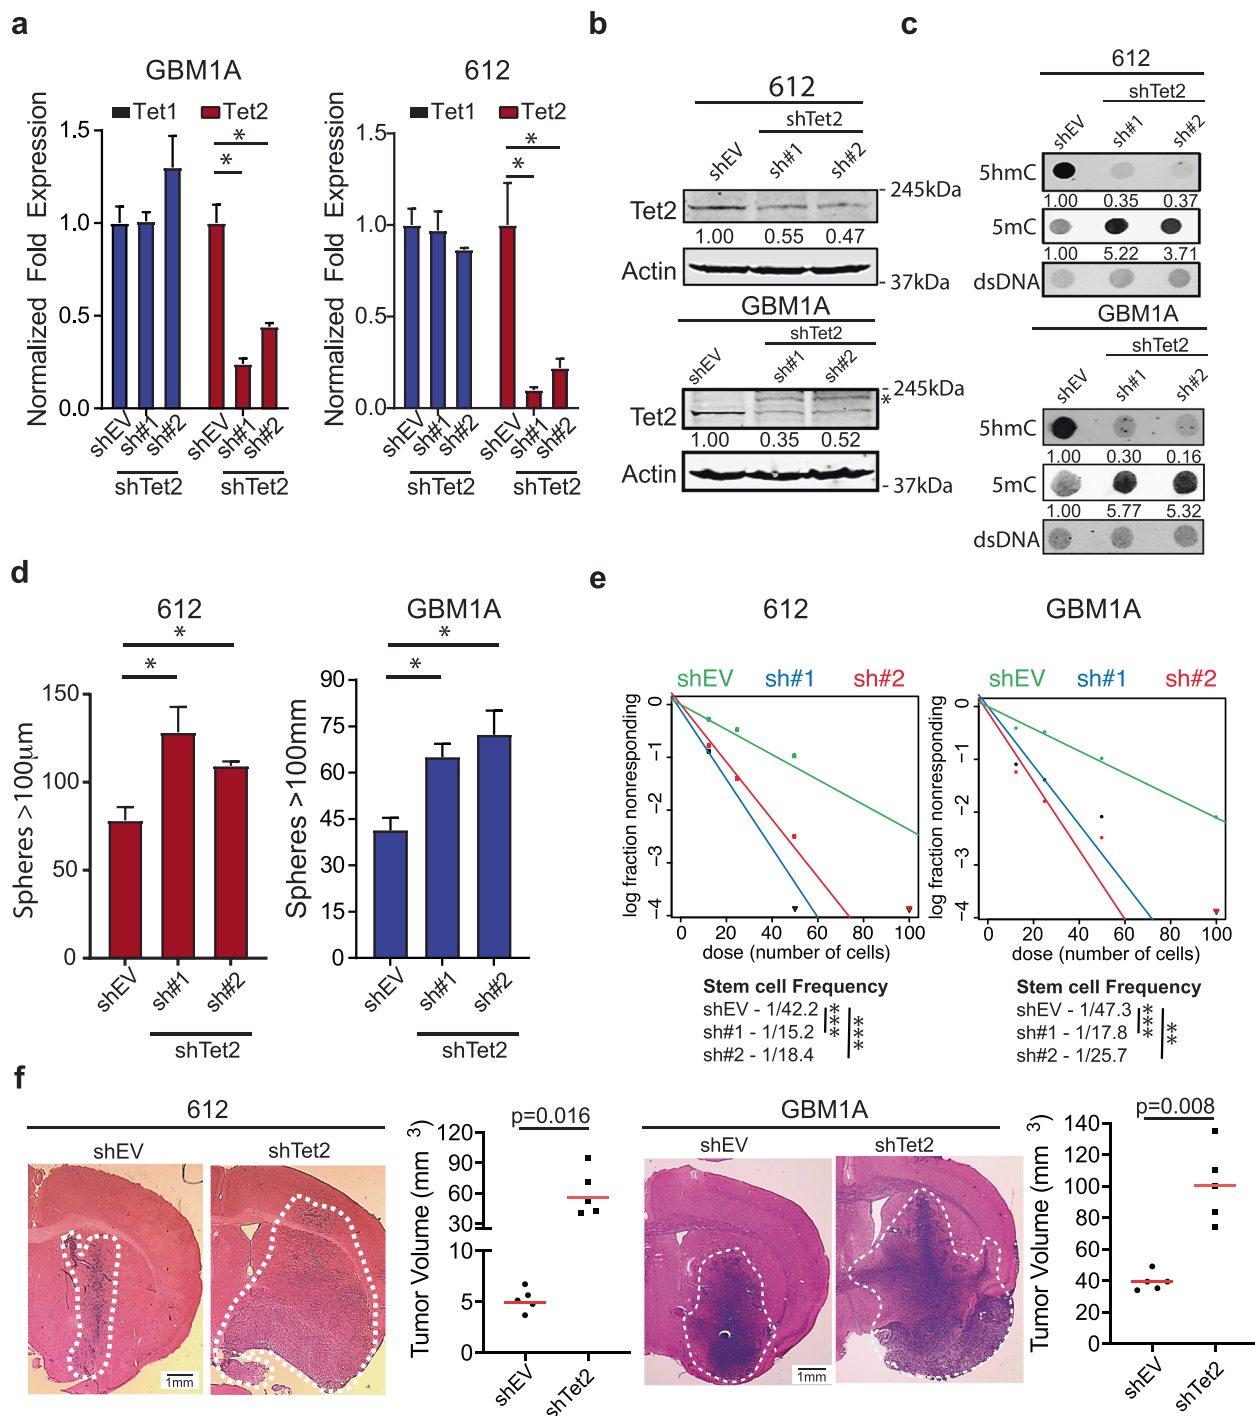 a
GBM1A
Tet1 Tet2
Normalized Fold Expression
1.5
1.0
0.5
0.0
* *
shEV sh#1 sh#2 shEV sh#1 sh#2
shTet2 shTet2
612
Tet1 Tet2
Normalized Fold Expression
1.5
1.0
0.5
0.0
* *
shEV sh#1 sh#2 shEV sh#1 sh#2
shTet2 shTet2
b
612
shTet2
shEV sh#1 sh#2
- 245kDa
Tet2
1.00 0.55 0.47
Actin
- 37kDa
GBM1A
shTet2
shEV sh#1 sh#2
- 245kDa
*
Tet2
1.00 0.35 0.52
Actin
- 37kDa
c
612
shTet2
shEV sh#1 sh#2
5hmC
1.00 0.35 0.37
5mC
1.00 5.22 3.71
dsDNA
GBM1A
shTet2
shEV sh#1 sh#2
5hmC
1.00 0.30 0.16
5mC
1.00 5.77 5.32
dsDNA
d
612
*
*
Spheres >100μm
150
100
50
0
shEV sh#1 sh#2
shTet2
GBM1A
*
*
Spheres >100mm
90
75
60
45
30
15
0
shEV sh#1 sh#2
shTet2
e
612
shEV sh#1 sh#2
log fraction nonresponding
0
-1
-2
-3
-4
0 20 40 60 80 100
dose (number of cells)
Stem cell Frequency
shEV - 1/42.2
sh#1 - 1/15.2
sh#2 - 1/18.4
***
***
GBM1A
shEV sh#1 sh#2
log fraction nonresponding
0
-1
-2
-3
-4
0 20 40 60 80 100
dose (number of cells)
Stem cell Frequency
shEV - 1/47.3
sh#1 - 1/17.8
sh#2 - 1/25.7
***
**
f
612
shEV shTet2
1mm
p=0.016
Tumor Volume (mm 3)
120
90
60
30
10
5
0
shEV shTet2
GBM1A
shEV shTet2
1mm
p=0.008
Tumor Volume (mm 3)
140
120
100
80
60
40
20
0
shEV shTet2